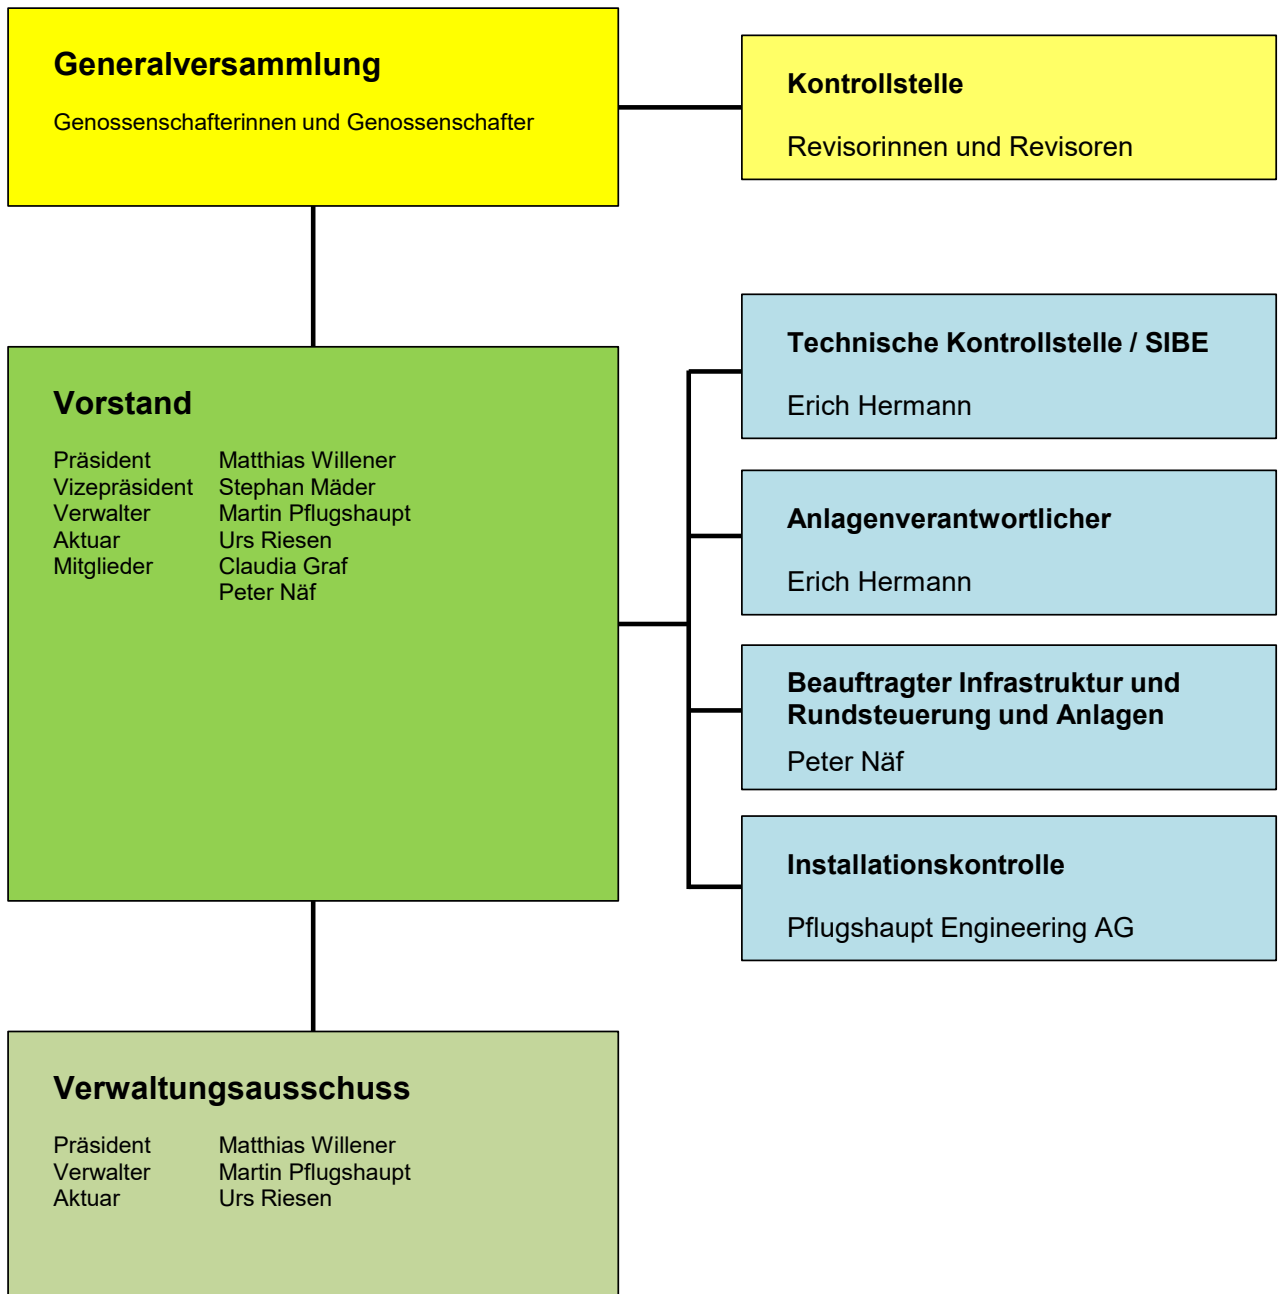 Generalversammlung
Genossenschafterinnen und Genossenschafter
Kontrollstelle
Revisorinnen und Revisoren
Vorstand
Präsident Matthias Willener
Vizepräsident Stephan Mäder
Verwalter Martin Pflugshaupt
Aktuar Urs Riesen
Mitglieder Claudia Graf
Peter Näf
Technische Kontrollstelle / SIBE
Erich Hermann
Anlagenverantwortlicher
Erich Hermann
Beauftragter Infrastruktur und
Rundsteuerung und Anlagen
Peter Näf
Installationskontrolle
Pflugshaupt Engineering AG
Verwaltungsausschuss
Präsident Matthias Willener
Verwalter Martin Pflugshaupt
Aktuar Urs Riesen